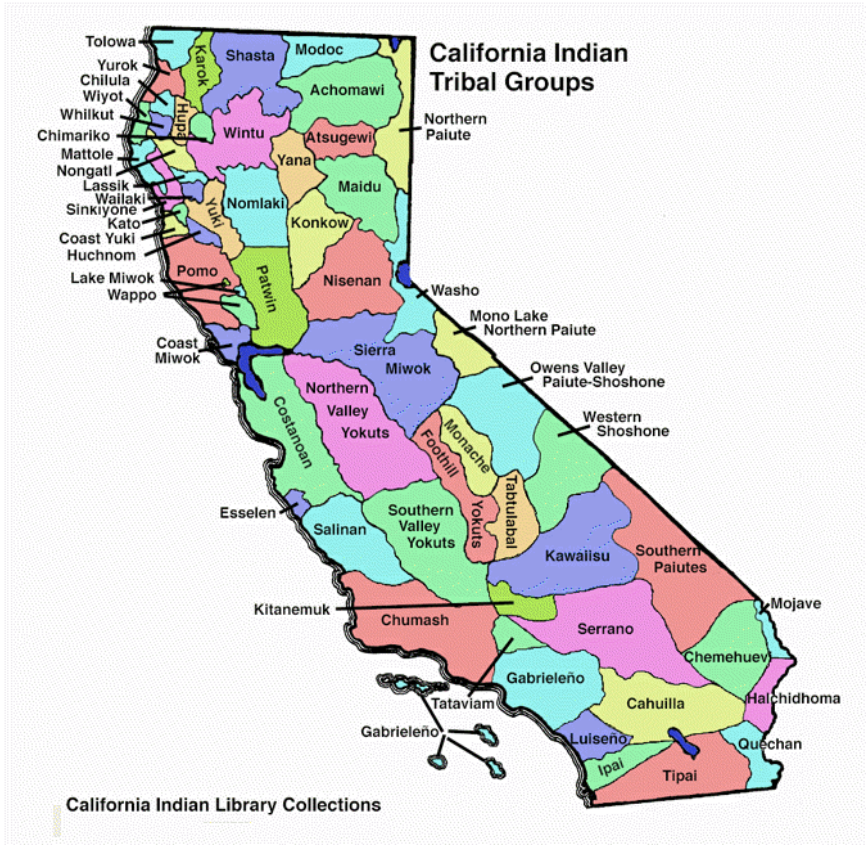 California Indian
Tribal Groups
Tolowa
Yurok
Chilula
Wiyot
Whilkut
Chimariko
Mattole
Nongatl
Lassik
Wailaki
Sinkiyone
Kato
Coast Yuki
Huchnom
Lake Miwok
Wappo
Coast
Miwok
Karok
Shasta
Modoc
Achomawi
Northern
Paiute
Hupa
Wintu
Atsugewi
Yana
Maidu
Yuki
Nomlaki
Konkow
Pomo
Patwin
Nisenan
Washo
Mono Lake
Northern Paiute
Sierra
Miwok
Owens Valley
Paiute-Shoshone
Northern
Valley
Yokuts
Costanoan
Western
Shoshone
Foothill
Yokuts
Monache
Tabtulabal
Esselen
Salinan
Southern
Valley
Yokuts
Kawaiisu
Southern
Paiutes
Kitanemuk
Chumash
Serrano
Mojave
Chemehuev
Tataviam
Gabrieleño
Cahuilla
Halchidhoma
Gabrieleño
Luiseño
Quechan
Ipai
Tipai
California Indian Library Collections